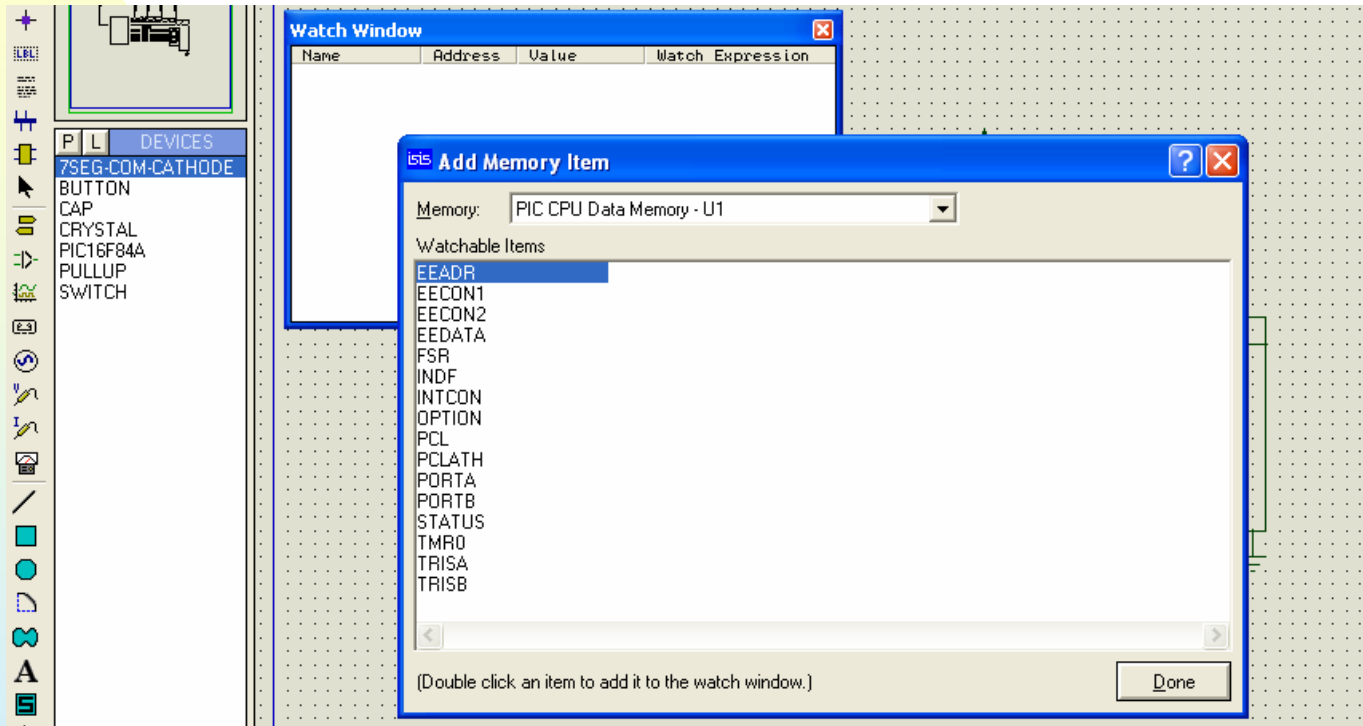 LBL
P L DEVICES
7SEG-COM-CATHODE
BUTTON
CAP
CRYSTAL
PIC16F84A
PULLUP
SWITCH
V
I
A
S
Watch Window
Name Address Value Watch Expression
isis Add Memory Item
Memory: PIC CPU Data Memory - U1
Watchable Items
EEADR
EECON1
EECON2
EEDATA
FSR
INDF
INTCON
OPTION
PCL
PCLATH
PORTA
PORTB
STATUS
TMR0
TRISA
TRISB
(Double click an item to add it to the watch window.)
Done